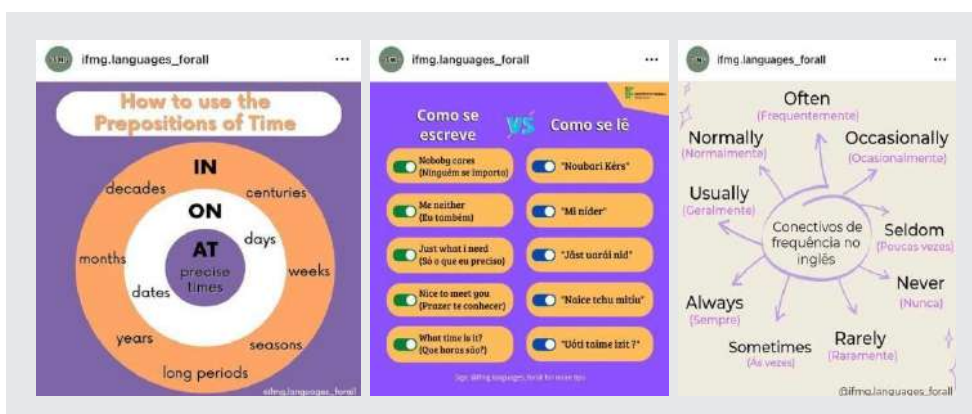 ifmg.languages_forall
How to use the
Prepositions of Time
IN
decades
centuries
ON
days
AT
precise
times
months
weeks
dates
years
seasons
long periods
@ifmg.languages_forall
ifmg.languages_forall
Como se
escreve
VS
Como se lê
Noboby cares
(Ninguém se importa)
"Noubari Kérs"
Me neither
(Eu também)
"Mi níder"
Just what i need
(Só o que eu preciso)
"Jãst uorái nid"
Nice to meet you
(Prazer te conhecer)
"Naice tchu mitiu"
What time is it?
(Que horas são?)
"Uóti taime izit ?"
ifmg.languages_forall
Often
(Frequentemente)
Normally
(Normalmente)
Occasionally
(Ocasionalmente)
Usually
(Geralmente)
Conectivos de
frequência no
inglês
Seldom
(Poucas vezes)
Never
(Nunca)
Always
(Sempre)
Sometimes
(Às vezes)
Rarely
(Raramente)
@ifmg.languages_forall